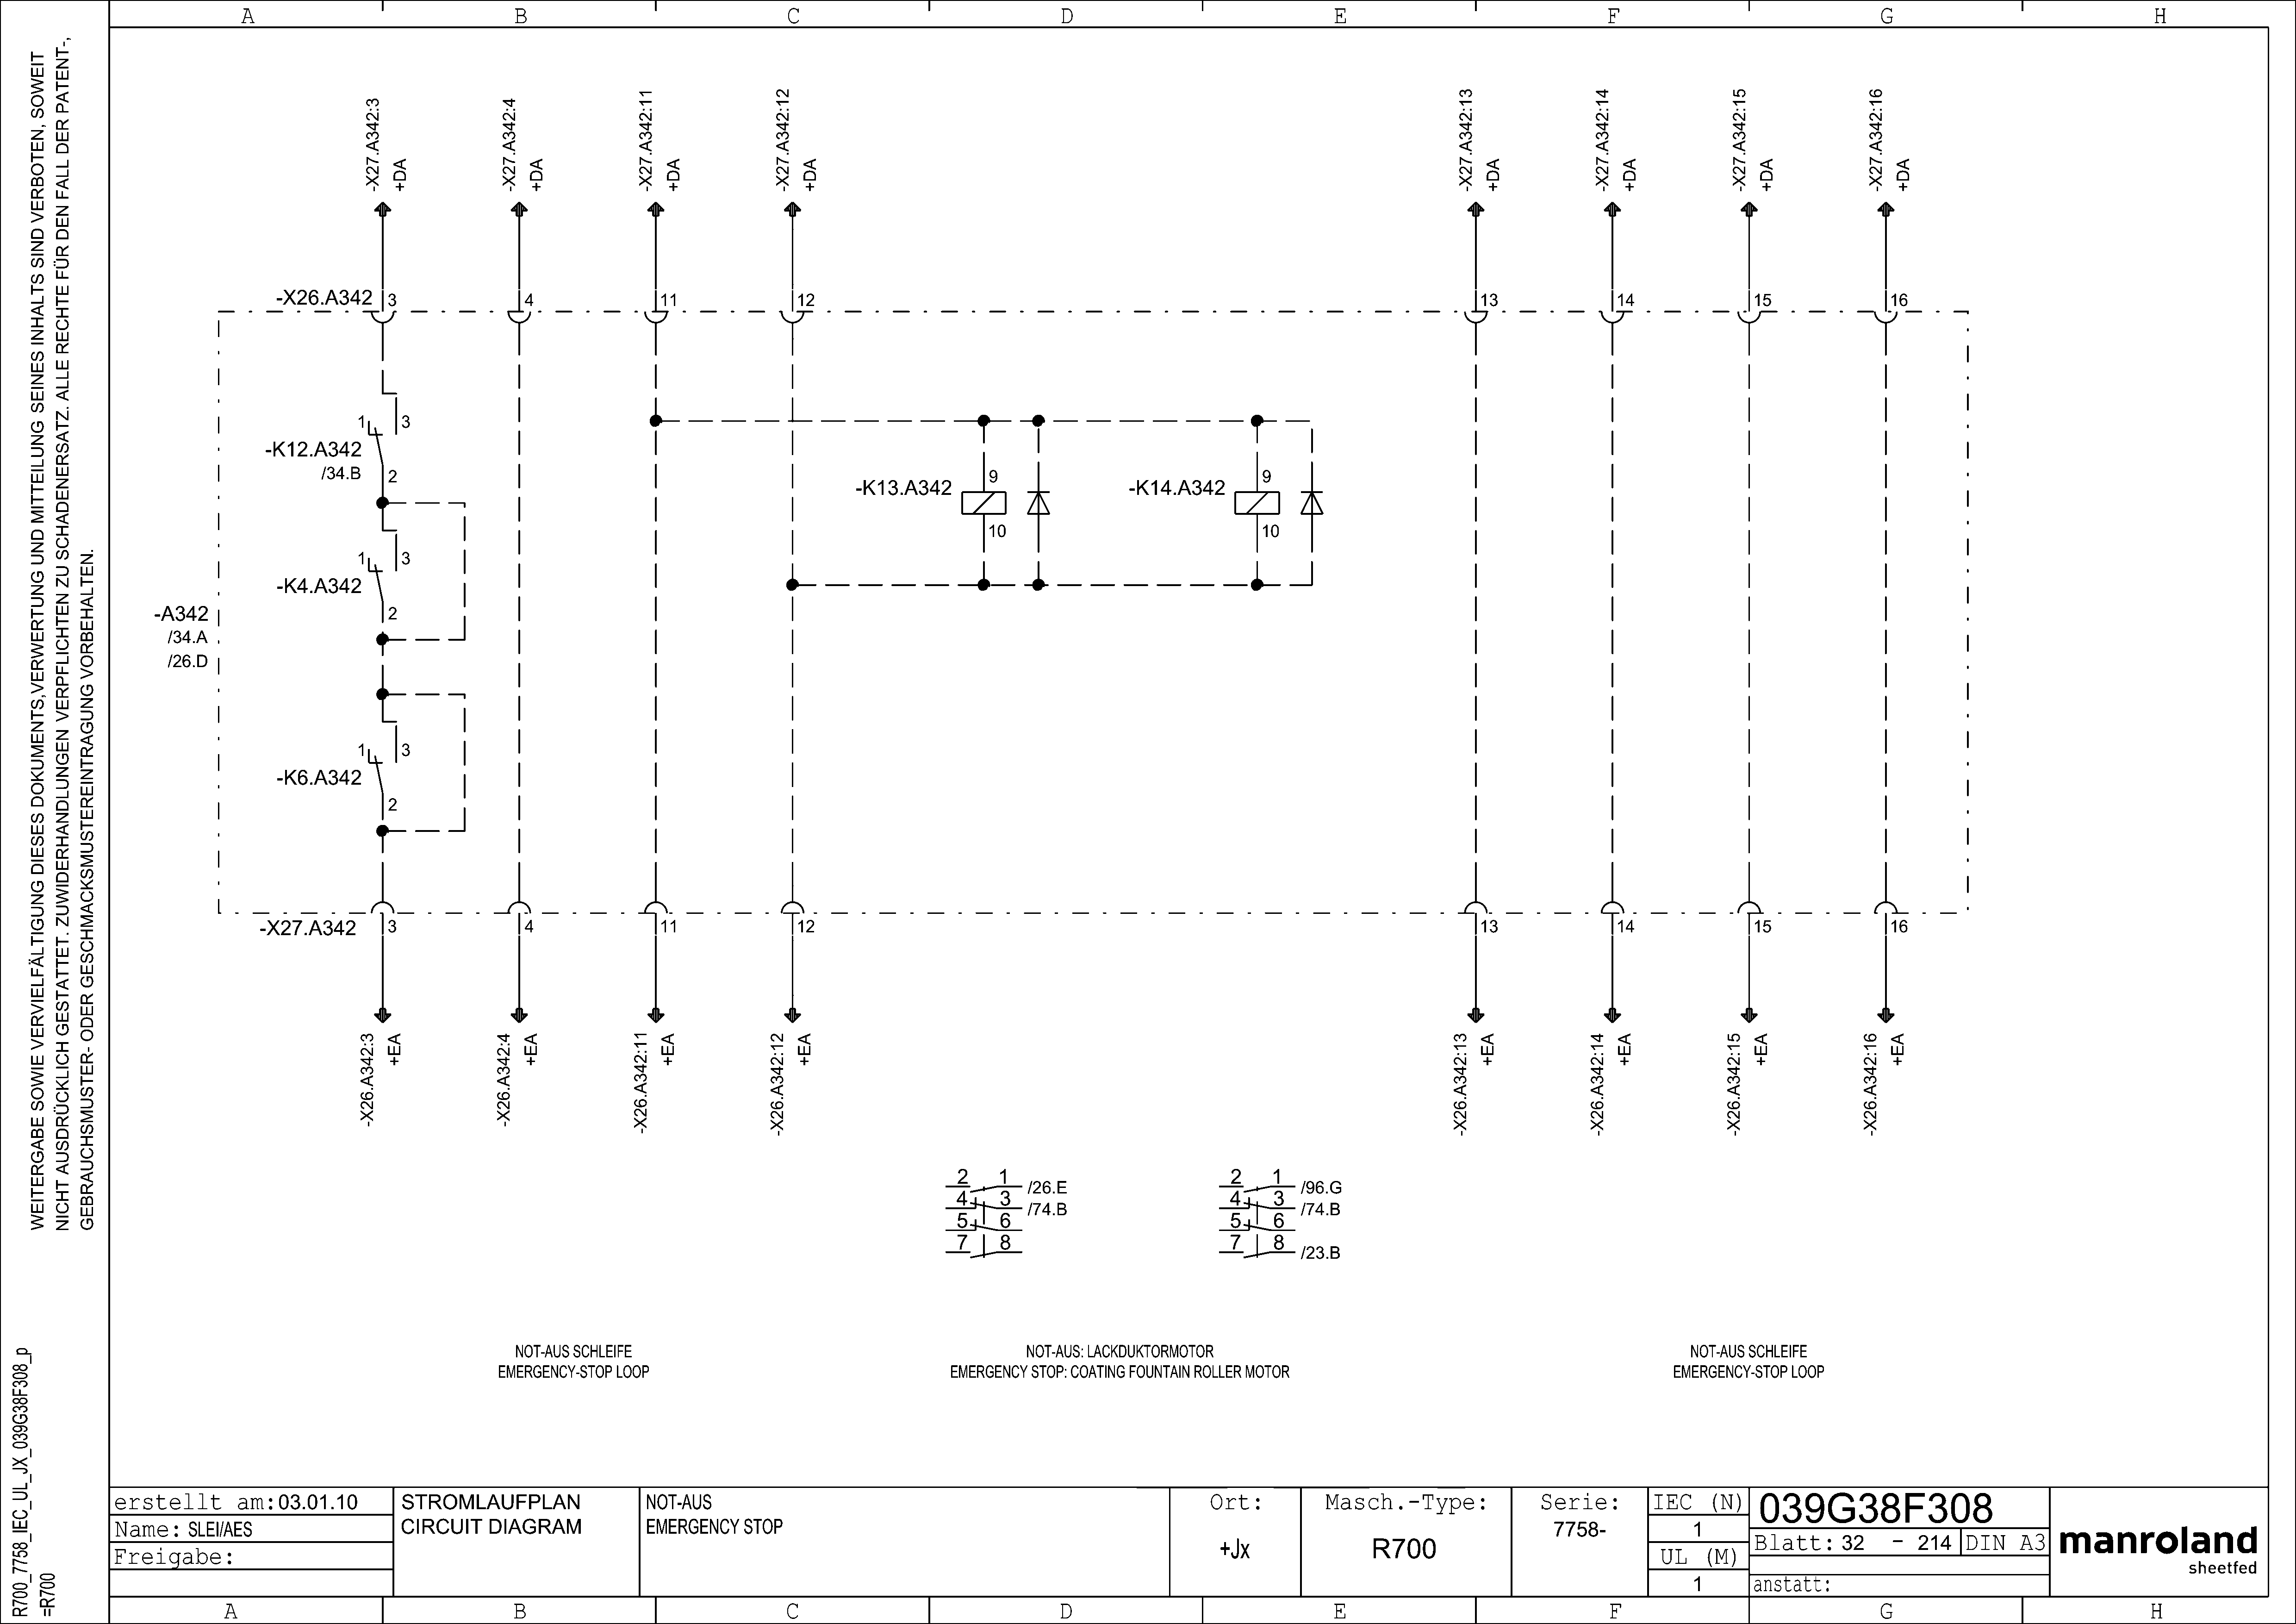 A B C D E F G H
WEITERGABE SOWIE VERVIELFÄLTIGUNG DIESES DOKUMENTS,VERWERTUNG UND MITTEILUNG SEINES INHALTS SIND VERBOTEN, SOWEIT
NICHT AUSDRÜCKLICH GESTATTET. ZUWIDERHANDLUNGEN VERPFLICHTEN ZU SCHADENERSATZ. ALLE RECHTE FÜR DEN FALL DER PATENT-,
GEBRAUCHSMUSTER- ODER GESCHMACKSMUSTEREINTRAGUNG VORBEHALTEN.
R700_7758_IEC_UL_JX_039G38F308_p
=R700
-X27.A342:3
+DA
-X27.A342:4
+DA
-X27.A342:11
+DA
-X27.A342:12
+DA
-X27.A342:13
+DA
-X27.A342:14
+DA
-X27.A342:15
+DA
-X27.A342:16
+DA
-X26.A342 3 4 11 12 13 14 15 16
1 3
-K12.A342
/34.B 2
1 3
-K4.A342
2
-A342
/34.A
/26.D
1 3
-K6.A342
2
9
-K13.A342
10
9
-K14.A342
10
-X27.A342 3 4 11 12 13 14 15 16
-X26.A342:3
+EA
-X26.A342:4
+EA
-X26.A342:11
+EA
-X26.A342:12
+EA
-X26.A342:13
+EA
-X26.A342:14
+EA
-X26.A342:15
+EA
-X26.A342:16
+EA
2 1 /26.E
4 3 /74.B
5 6
7 8
2 1 /96.G
4 3 /74.B
5 6
7 8 /23.B
NOT-AUS SCHLEIFE
EMERGENCY-STOP LOOP
NOT-AUS: LACKDUKTORMOTOR
EMERGENCY STOP: COATING FOUNTAIN ROLLER MOTOR
NOT-AUS SCHLEIFE
EMERGENCY-STOP LOOP
erstellt am: 03.01.10
Name: SLEI/AES
Freigabe:
STROMLAUFPLAN
CIRCUIT DIAGRAM
NOT-AUS
EMERGENCY STOP
Ort:
+Jx
Masch.-Type:
R700
Serie:
7758-
IEC (N)
1
UL (M)
1
039G38F308
Blatt: 32 - 214 DIN A3
anstatt:
manroland
sheetfed
A B C D E F G H